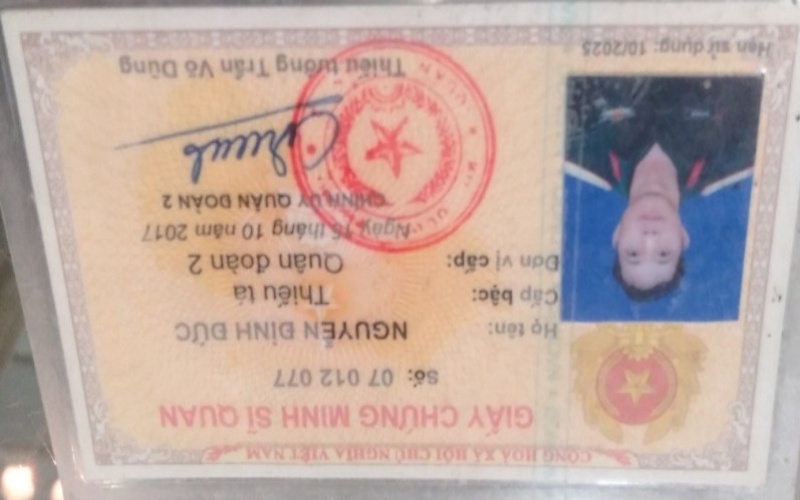 CỘNG HOÀ XÃ HỘI CHỦ NGHĨA VIỆT NAM
GIẤY CHỨNG MINH SĨ QUAN
Số: 07 012 077
Họ tên: NGUYỄN ĐÌNH ĐỨC
Cấp bậc: Thiếu tá
Đơn vị cấp: Quân đoàn 2
Ngày 15 tháng 10 năm 2017
CHÍNH ỦY QUÂN ĐOÀN 2
Thiếu tướng Trần Võ Dũng
Hạn sử dụng: 10/2025